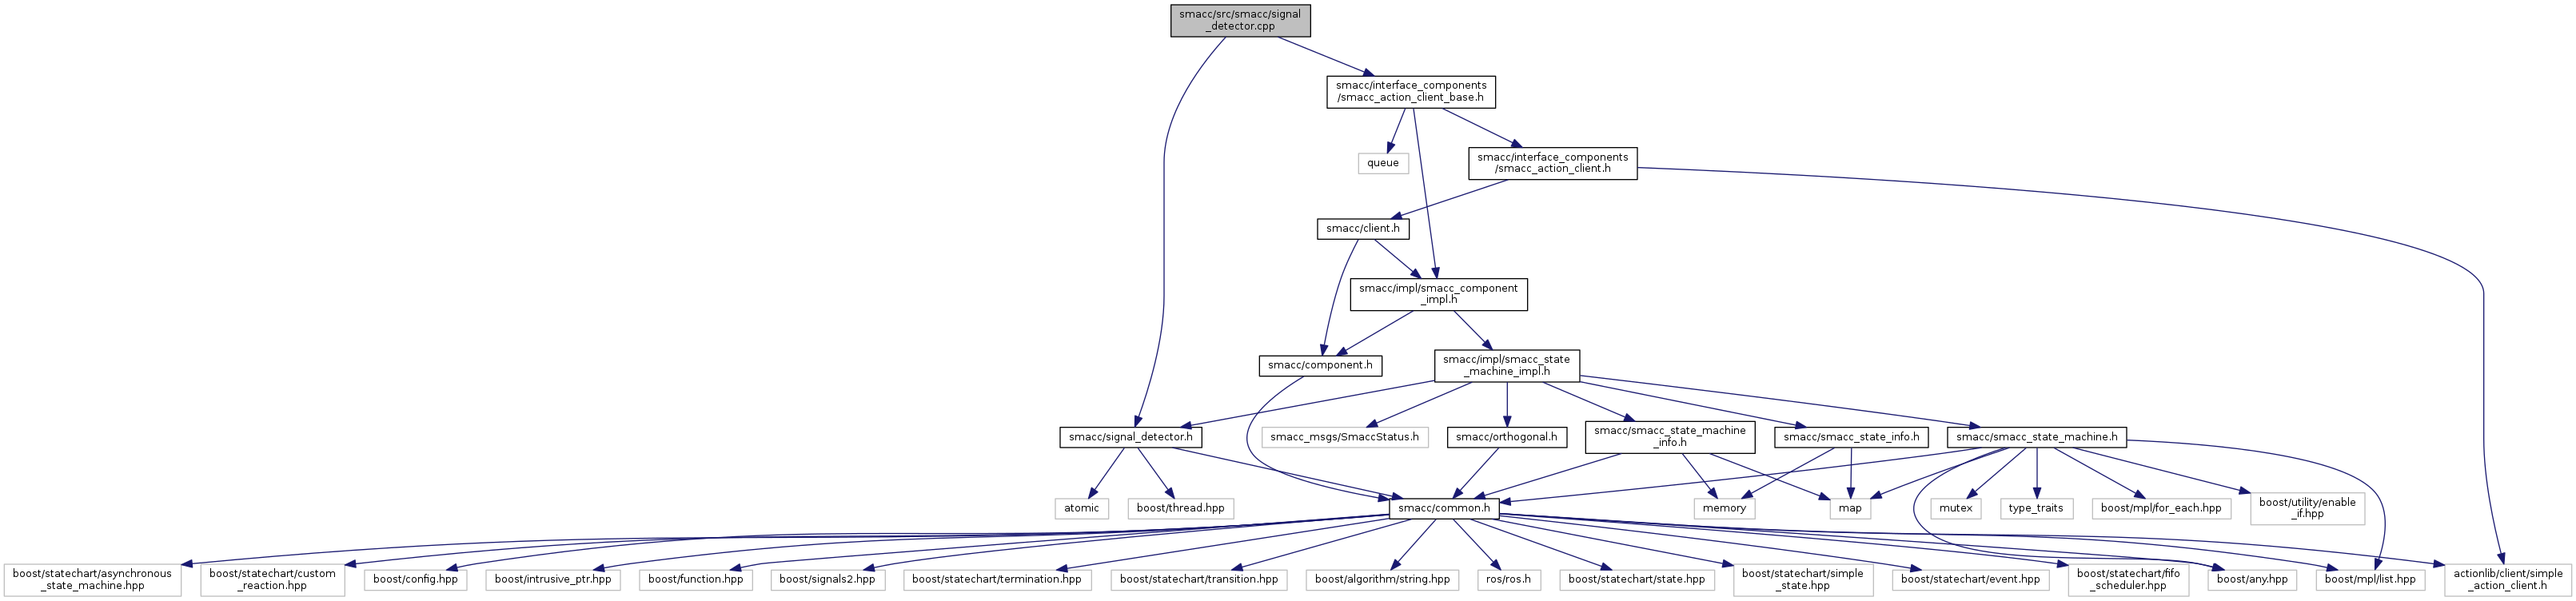 smacc/src/smacc/signal
_detector.cpp
smacc/interface_components
/smacc_action_client_base.h
queue
smacc/interface_components
/smacc_action_client.h
smacc/client.h
smacc/impl/smacc_component
_impl.h
smacc/component.h
smacc/impl/smacc_state
_machine_impl.h
smacc/signal_detector.h
smacc_msgs/SmaccStatus.h
smacc/orthogonal.h
smacc/smacc_state_machine
_info.h
smacc/smacc_state_info.h
smacc/smacc_state_machine.h
atomic
boost/thread.hpp
smacc/common.h
memory
map
mutex
type_traits
boost/mpl/for_each.hpp
boost/utility/enable
_if.hpp
boost/statechart/asynchronous
_state_machine.hpp
boost/statechart/custom
_reaction.hpp
boost/config.hpp
boost/intrusive_ptr.hpp
boost/function.hpp
boost/signals2.hpp
boost/statechart/termination.hpp
boost/statechart/transition.hpp
boost/algorithm/string.hpp
ros/ros.h
boost/statechart/state.hpp
boost/statechart/simple
_state.hpp
boost/statechart/event.hpp
boost/statechart/fifo
_scheduler.hpp
boost/any.hpp
boost/mpl/list.hpp
actionlib/client/simple
_action_client.h